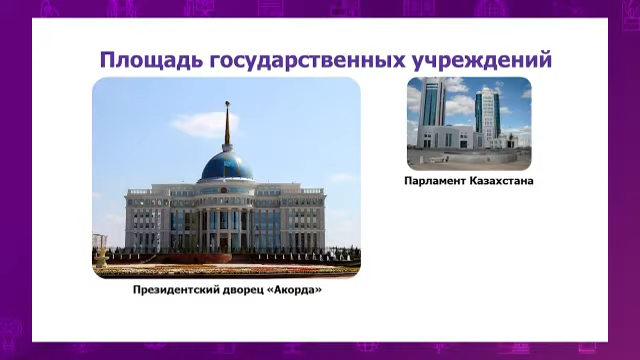 Площадь государственных учреждений
Парламент Казахстана
Президентский дворец «Акорда»